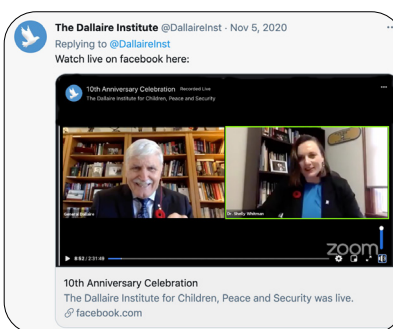 The Dallaire Institute @DallaireInst · Nov 5, 2020 ...
Replying to @DallaireInst
Watch live on facebook here:
10th Anniversary Celebration Recorded Live ...
The Dallaire Institute for Children, Peace and Security
General Dallaire
Dr. Shelly Whitman
zoom
8:52 / 2:31:49
10th Anniversary Celebration
The Dallaire Institute for Children, Peace and Security was live.
facebook.com